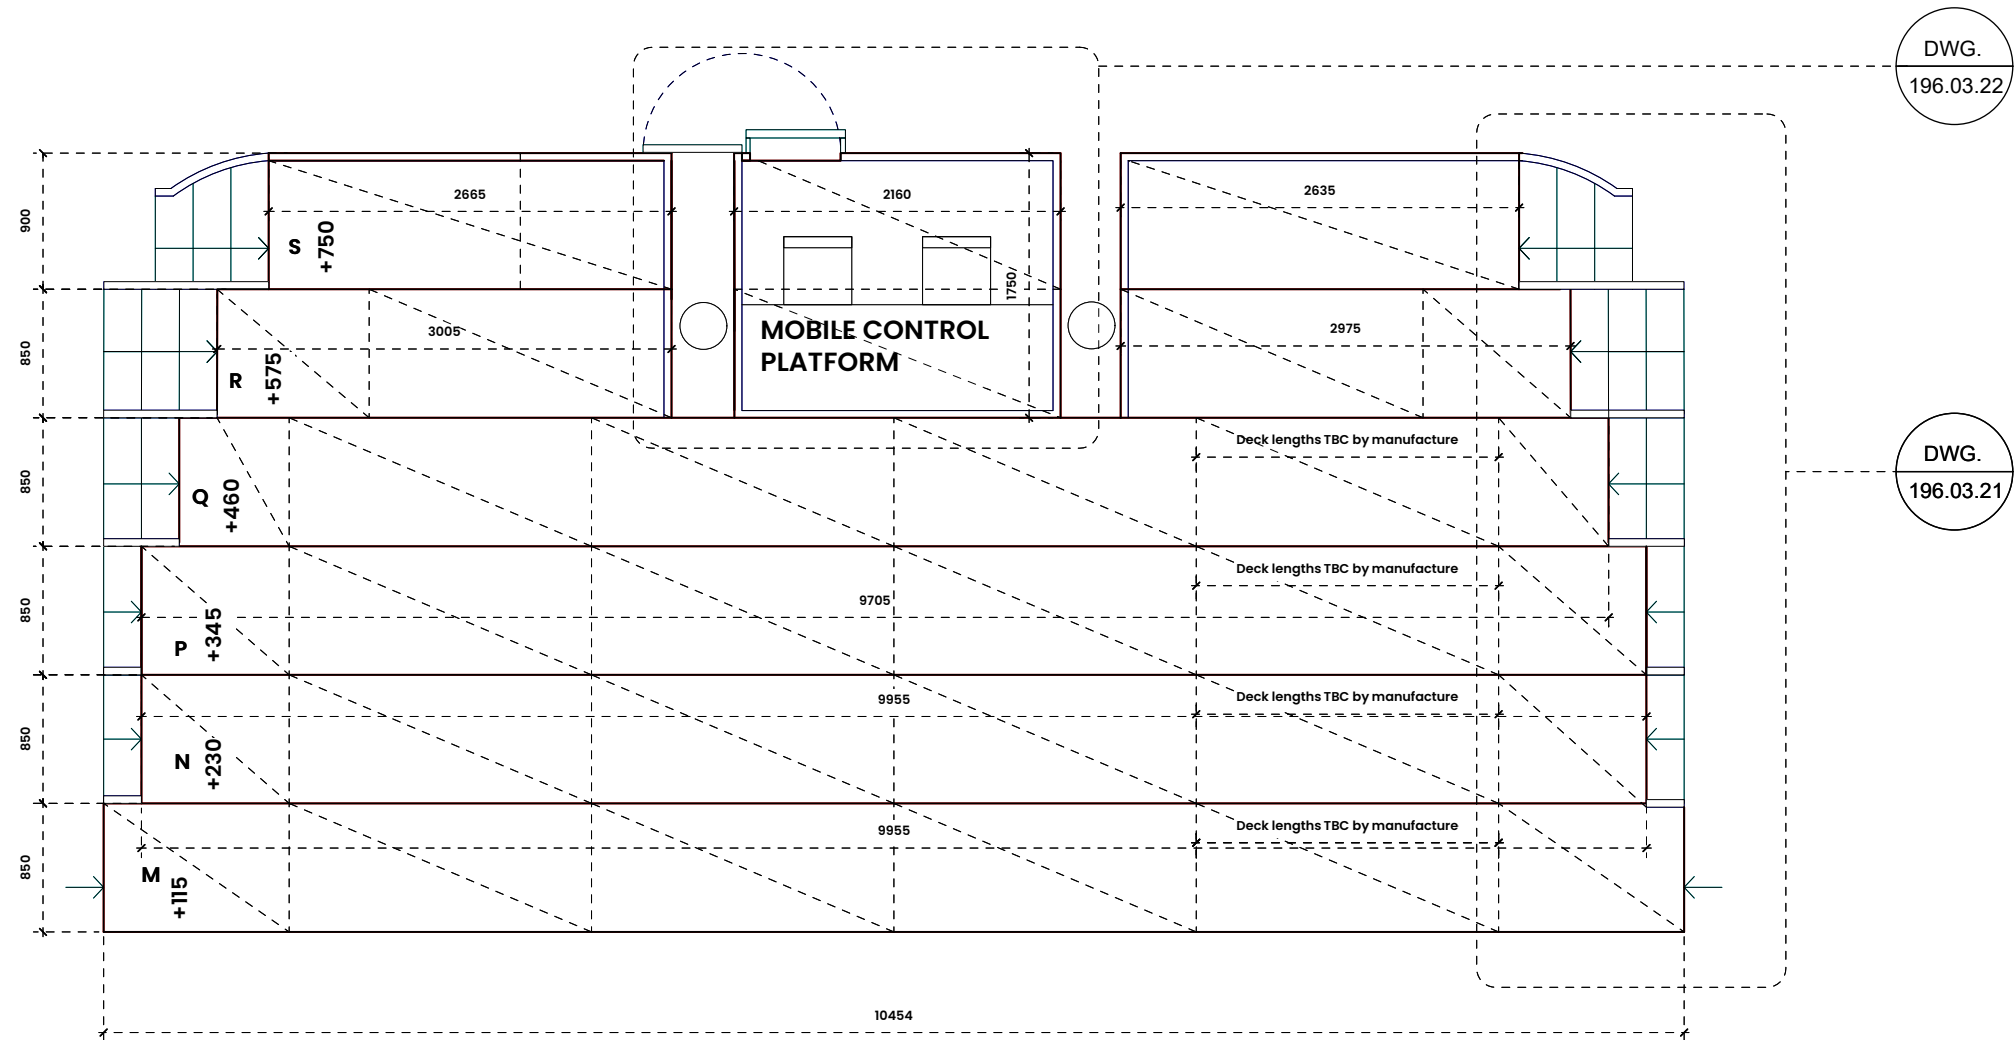 DWG.
196.03.22
900
2665
2160
2635
S
+750
1750
850
3005
MOBILE CONTROL
PLATFORM
2975
R
+575
DWG.
196.03.21
850
Q
+460
Deck lengths TBC by manufacture
850
P
+345
9705
Deck lengths TBC by manufacture
850
N
+230
9955
Deck lengths TBC by manufacture
850
M
+115
9955
Deck lengths TBC by manufacture
10454